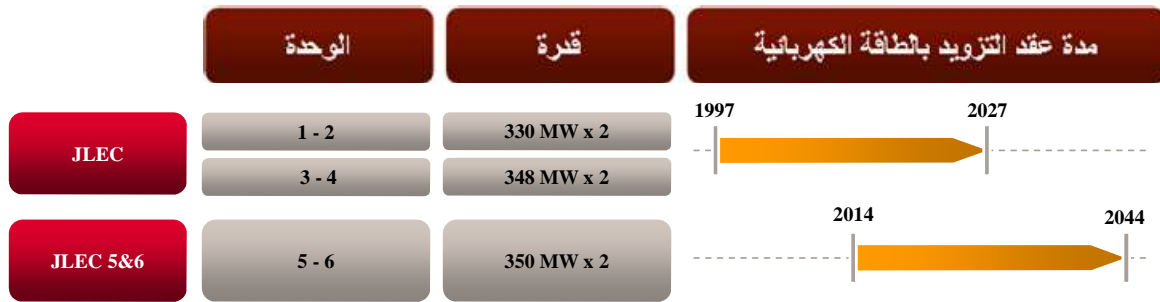 الوحدة
قدرة
مدة عقد التزويد بالطاقة الكهربائية
JLEC
1 - 2
330 MW x 2
3 - 4
348 MW x 2
1997
2027
JLEC 5&6
5 - 6
350 MW x 2
2014
2044